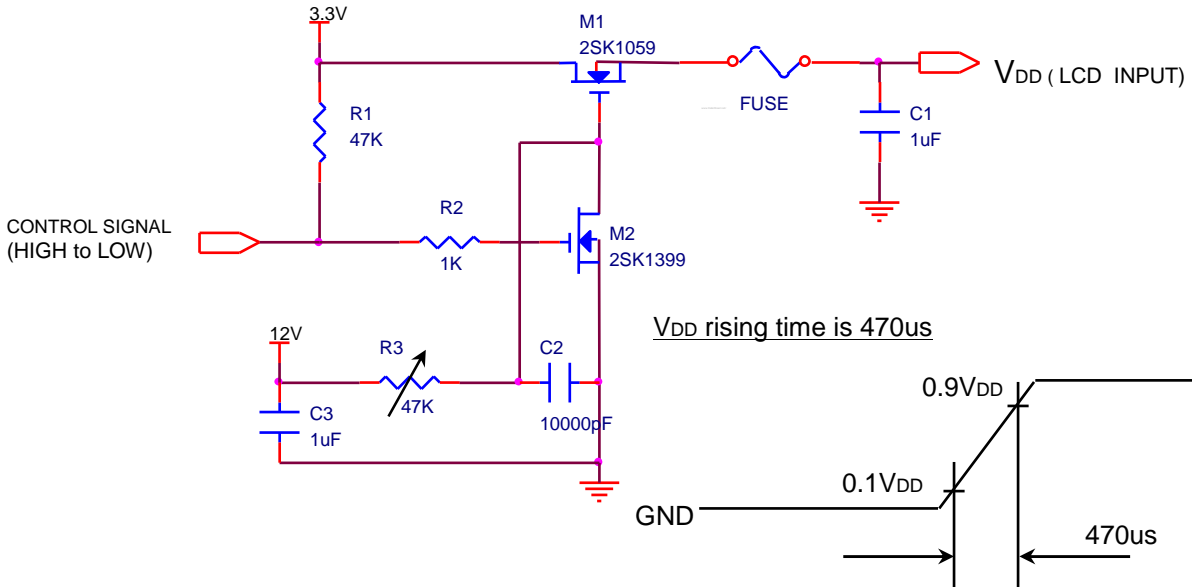 3.3V
M1
2SK1059
VDD ( LCD INPUT)
FUSE
R1
47K
C1
1uF
CONTROL SIGNAL
(HIGH to LOW)
R2
1K
M2
2SK1399
VDD rising time is 470us
12V
R3
47K
C2
10000pF
C3
1uF
0.9VDD
0.1VDD
GND
470us